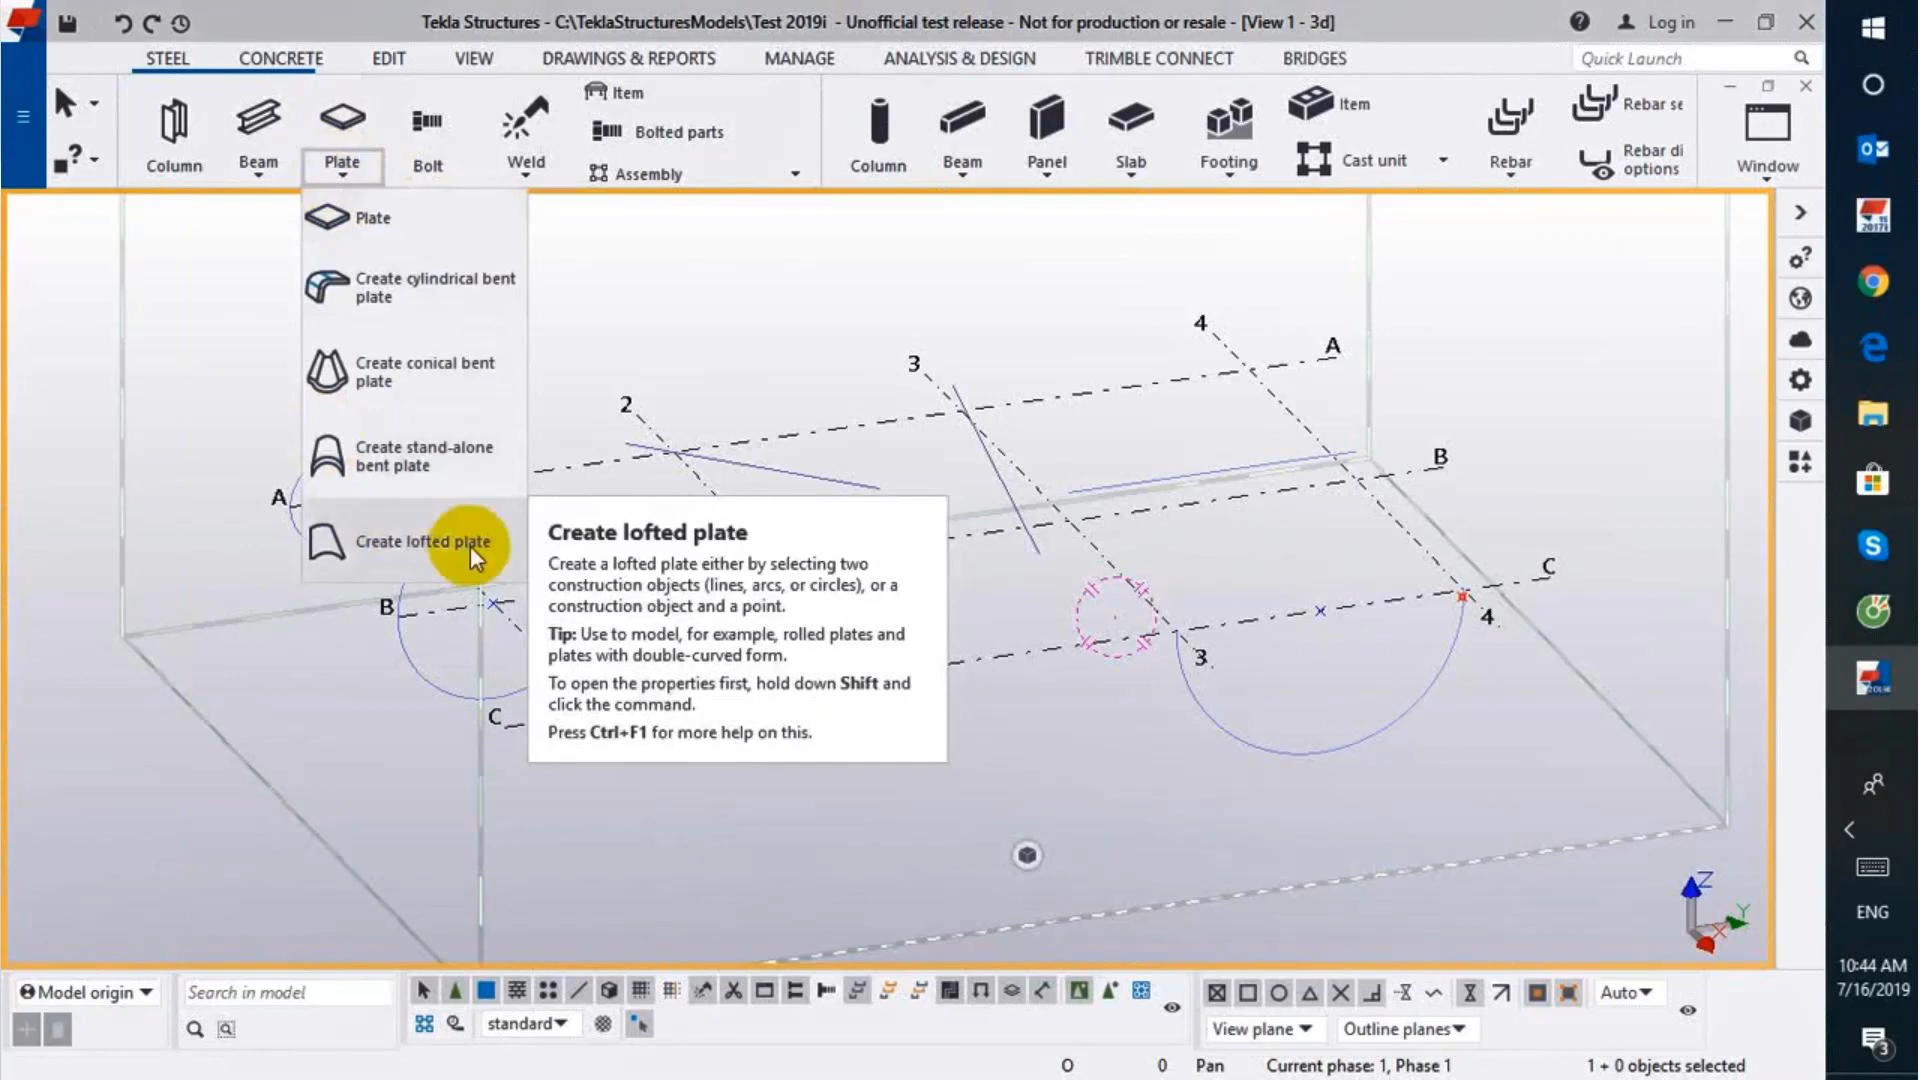 Tekla Structures - C:\TeklaStructuresModels\Test 2019i - Unofficial test release - Not for production or resale - [View 1 - 3d]
Log in
STEEL CONCRETE EDIT VIEW DRAWINGS & REPORTS MANAGE ANALYSIS & DESIGN TRIMBLE CONNECT BRIDGES
Quick Launch
Column
Beam
Plate
Bolt
Weld
Item
Bolted parts
Assembly
Column
Beam
Panel
Slab
Footing
Item
Cast unit
Rebar
Rebar se
Rebar di
options
Window
Plate
Create cylindrical bent
plate
Create conical bent
plate
Create stand-alone
bent plate
Create lofted plate
Create lofted plate
Create a lofted plate either by selecting two
construction objects (lines, arcs, or circles), or a
construction object and a point.
Tip: Use to model, for example, rolled plates and
plates with double-curved form.
To open the properties first, hold down Shift and
click the command.
Press Ctrl+F1 for more help on this.
4
A
3
2
B
A
C
B
4
3
C
Z
Y
X
Model origin
Search in model
standard
Auto
View plane
Outline planes
O
0
Pan
Current phase: 1, Phase 1
1 + 0 objects selected
ENG
10:44 AM
7/16/2019
3